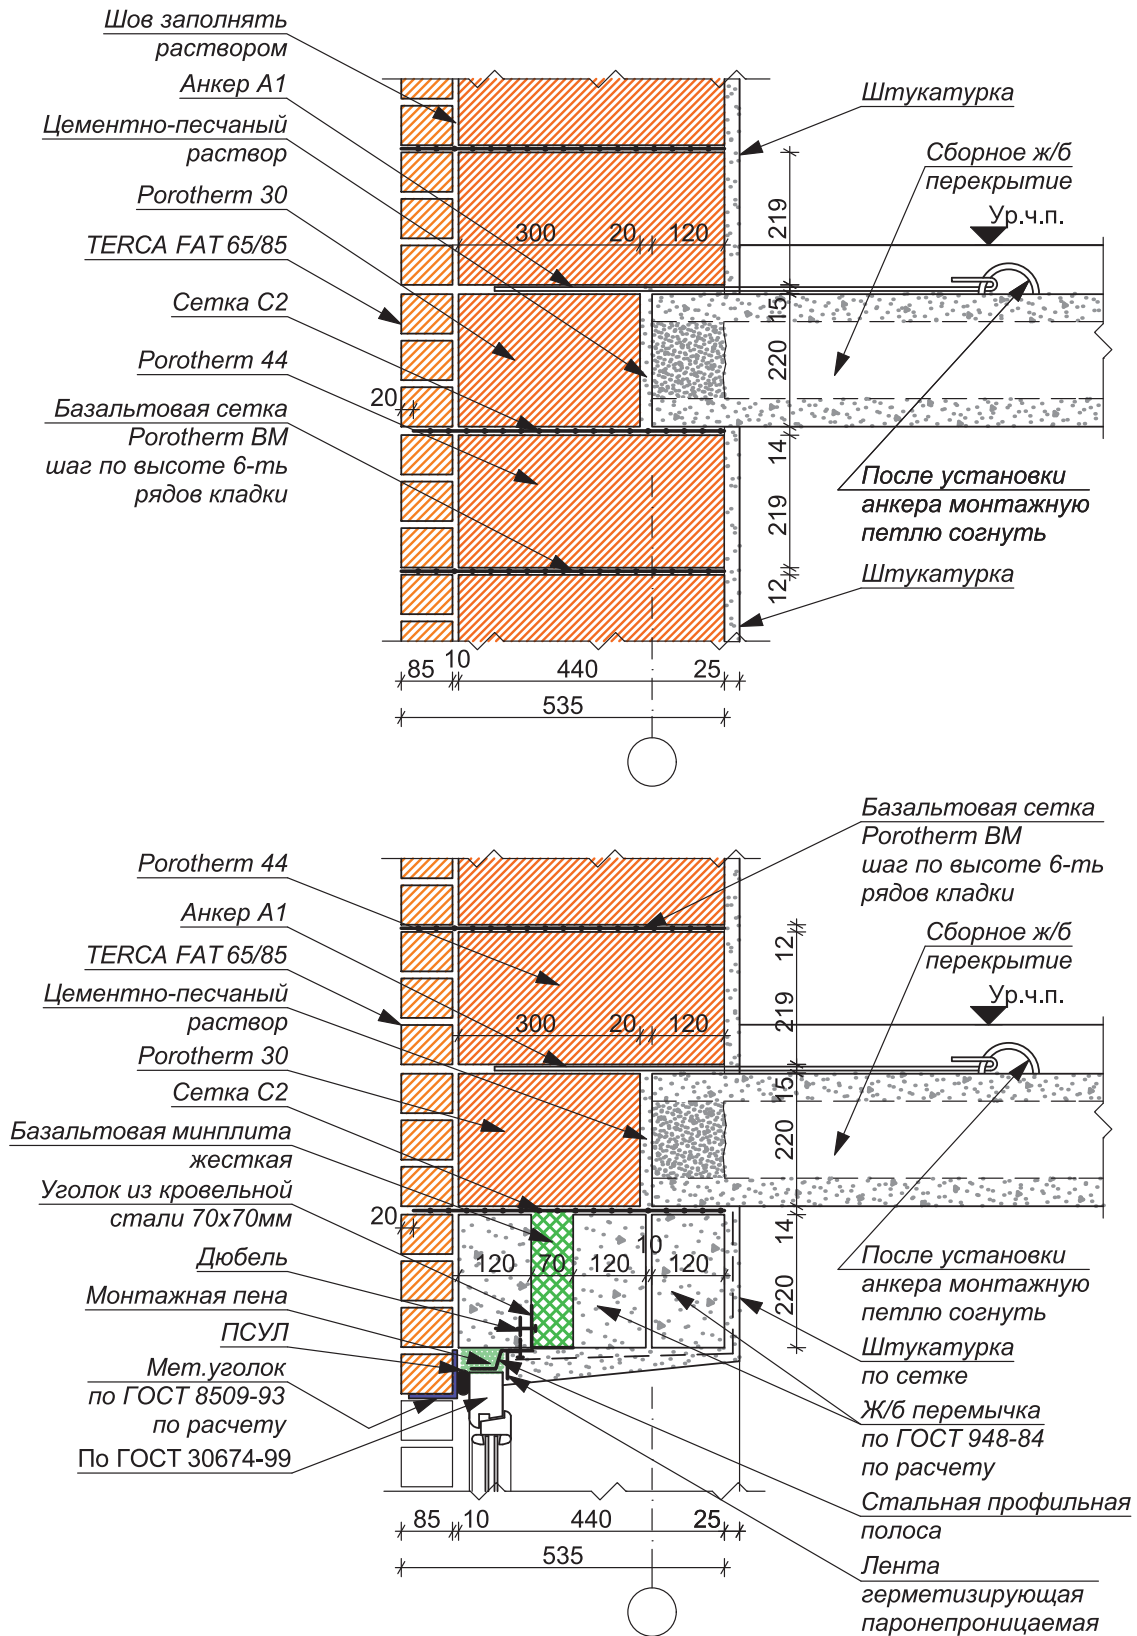 Шов заполнять
раствором
Анкер А1
Цементно-песчаный
раствор
Porotherm 30
TERCA FAT 65/85
Сетка С2
Porotherm 44
20
Базальтовая сетка
Porotherm BM
шаг по высоте 6-ть
рядов кладки
Штукатурка
Сборное ж/б
перекрытие
Ур.ч.п.
219
300
20
120
15
220
14
219
12
После установки
анкера монтажную
петлю согнуть
Штукатурка
85
10
440
25
535
Базальтовая сетка
Porotherm BM
шаг по высоте 6-ть
рядов кладки
Porotherm 44
Анкер А1
TERCA FAT 65/85
Цементно-песчаный
раствор
Porotherm 30
Сетка С2
Базальтовая минплита
жесткая
Уголок из кровельной
стали 70х70мм
20
Дюбель
Монтажная пена
ПСУЛ
Мет.уголок
по ГОСТ 8509-93
по расчету
По ГОСТ 30674-99
Сборное ж/б
перекрытие
Ур.ч.п.
12
219
300
20
120
15
220
14
10
120
70
120
120
220
После установки
анкера монтажную
петлю согнуть
Штукатурка
по сетке
Ж/б перемычка
по ГОСТ 948-84
по расчету
Стальная профильная
полоса
Лента
герметизирующая
паронепроницаемая
85
10
440
25
535